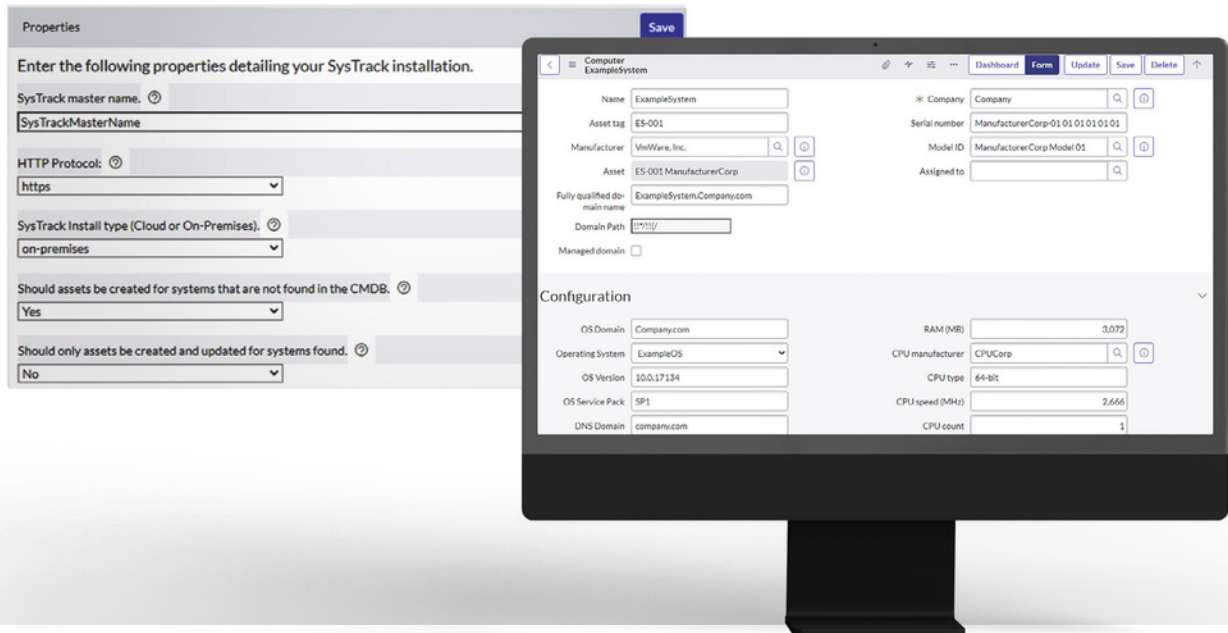 Properties
Save
Enter the following properties detailing your SysTrack installation.
SysTrack master name.
SysTrackMasterName
HTTP Protocol:
https
SysTrack Install type (Cloud or On-Premises).
on-premises
Should assets be created for systems that are not found in the CMDB.
Yes
Should only assets be created and updated for systems found.
No
Computer
ExampleSystem
Dashboard Form Update Save Delete
Name ExampleSystem
Company Company
Asset tag ES-001
Serial number ManufacturerCorp-01 01 01 01 01 01
Manufacturer VmWare, Inc.
Model ID ManufacturerCorp Model 01
Asset ES-001 ManufacturerCorp
Assigned to
Fully qualified do-
main name ExampleSystem.Company.com
Domain Path
Managed domain
Configuration
OS Domain Company.com
RAM (MB) 3,072
Operating System ExampleOS
CPU manufacturer CPUCorp
OS Version 10.0.17134
CPU type 64-bit
OS Service Pack SP1
CPU speed (MHz) 2,666
DNS Domain company.com
CPU count 1